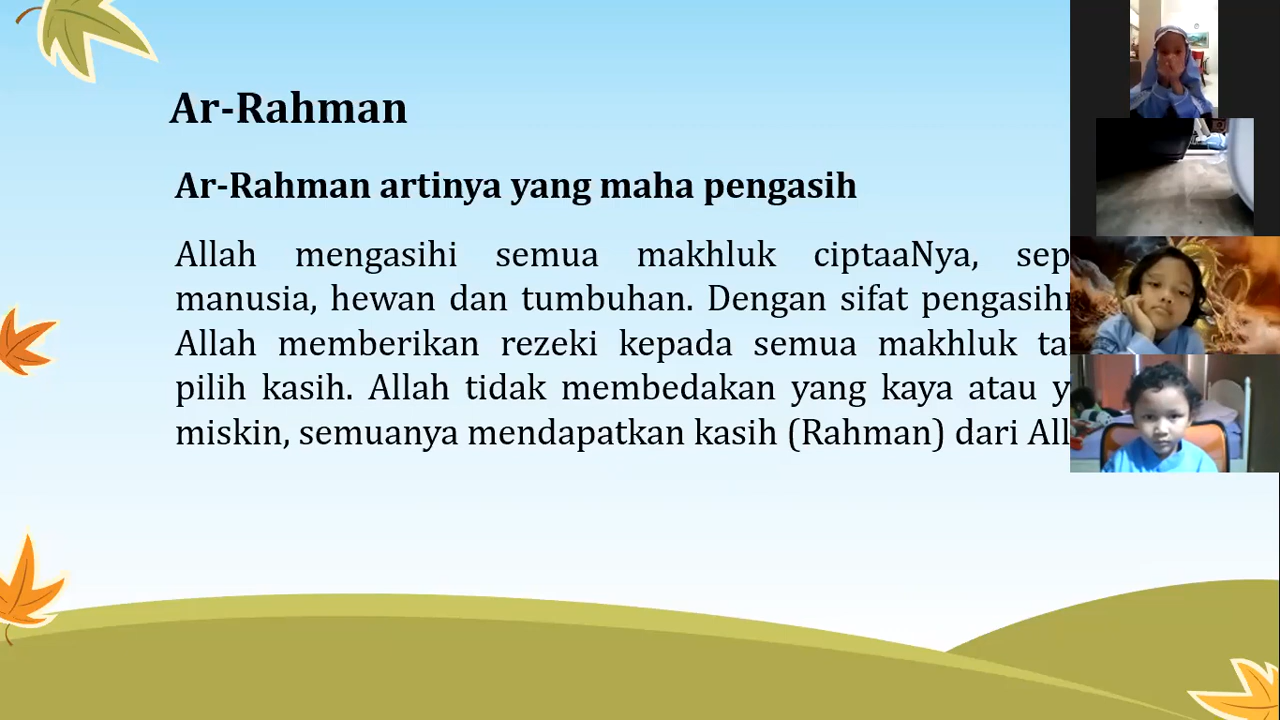 Ar-Rahman
Ar-Rahman artinya yang maha pengasih
Allah mengasihi semua makhluk ciptaaNya,
manusia, hewan dan tumbuhan. Dengan sifat
Allah memberikan rezeki kepada semua makhluk
pilih kasih. Allah tidak membedakan yang kaya atau
miskin, semuanya mendapatkan kasih (Rahman) dari